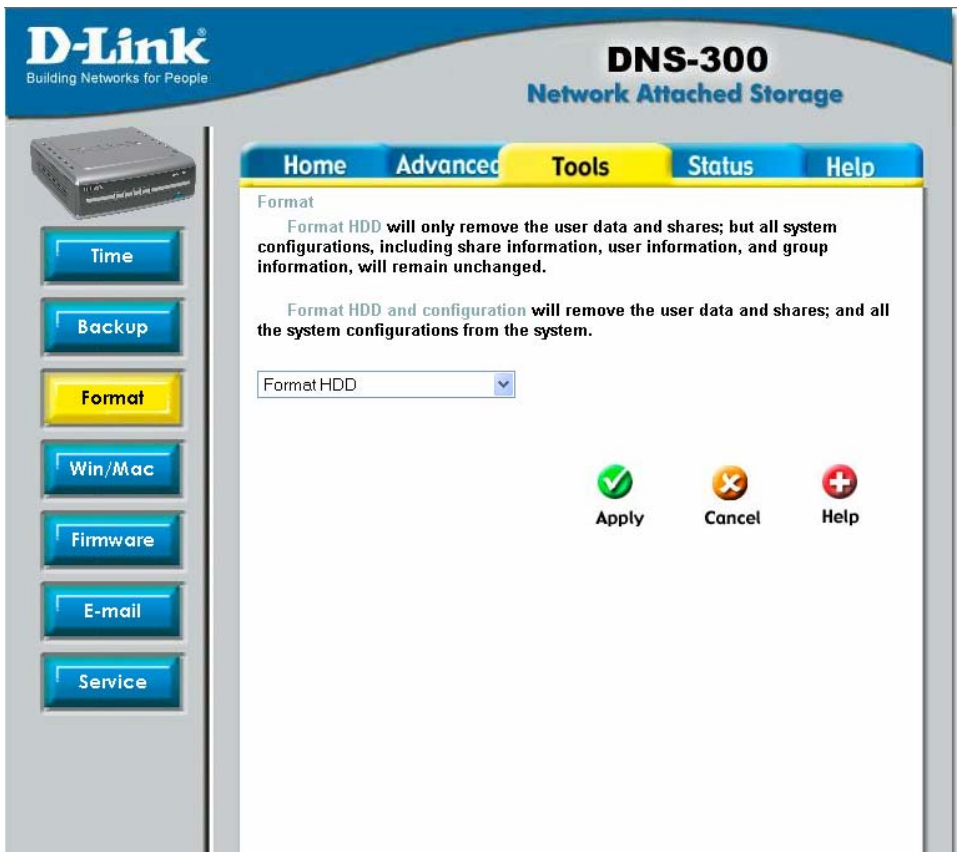 D-Link
Building Networks for People
DNS-300
Network Attached Storage
Home Advanced Tools Status Help
Time
Backup
Format
Win/Mac
Firmware
E-mail
Service
Format
Format HDD will only remove the user data and shares; but all system
configurations, including share information, user information, and group
information, will remain unchanged.
Format HDD and configuration will remove the user data and shares; and all
the system configurations from the system.
Format HDD
Apply Cancel Help